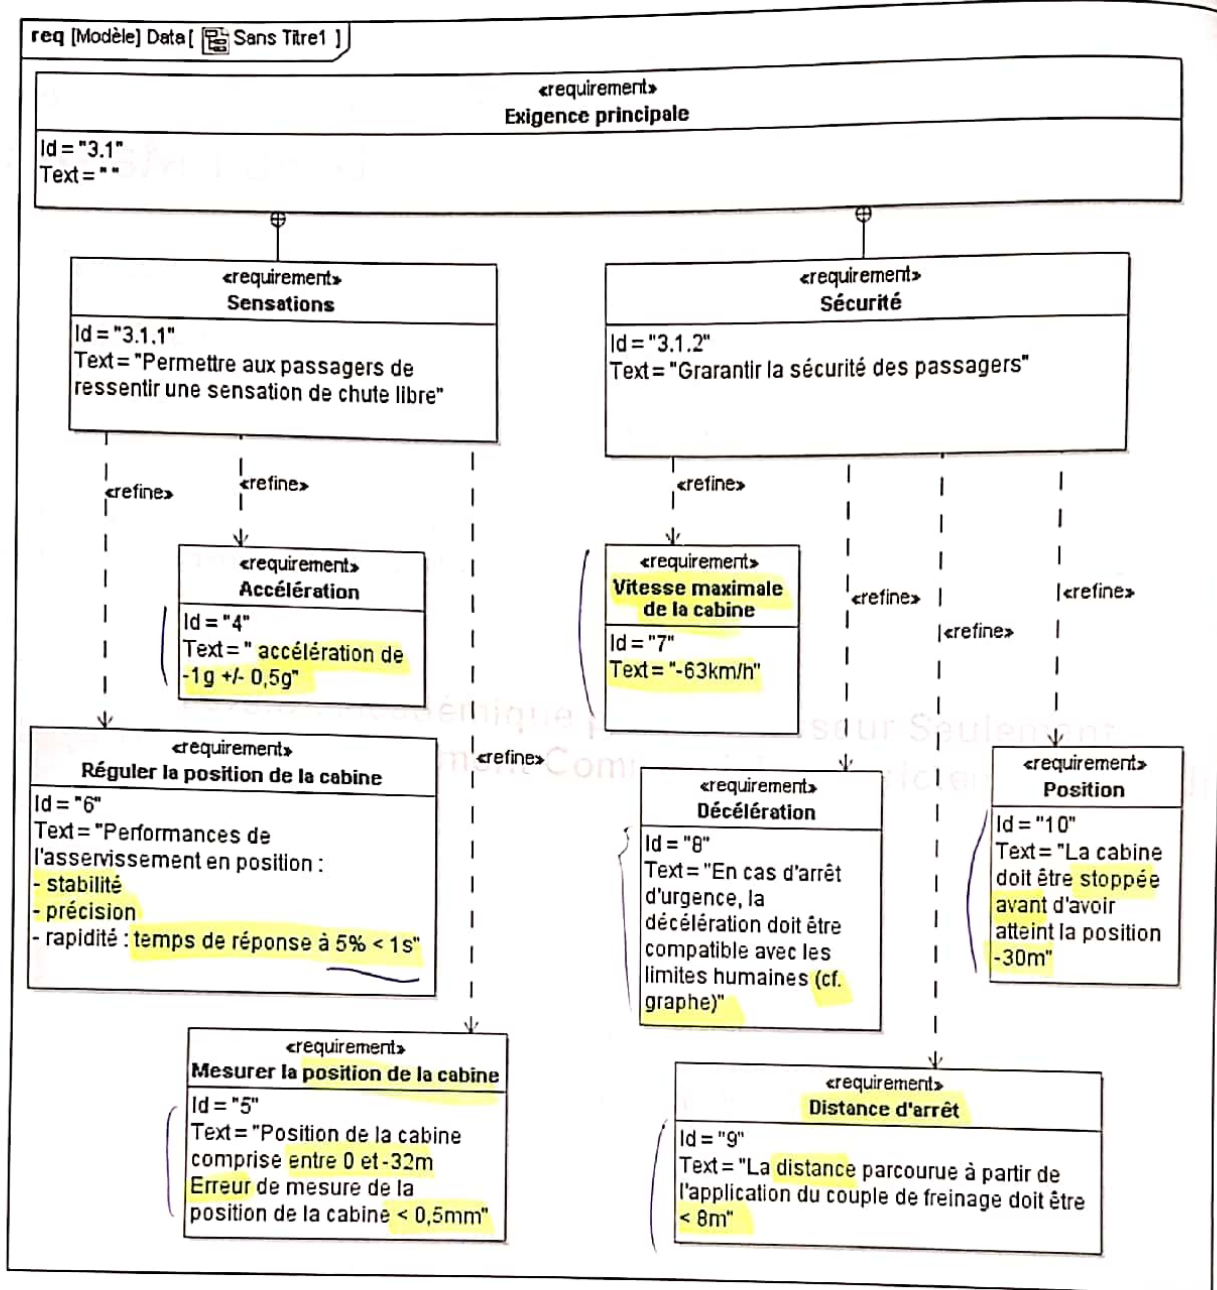 req [Modèle] Data [ Sans Titre1 ]
«requirement»
Exigence principale
Id = "3.1"
Text = " "
«requirement»
Sensations
Id = "3.1.1"
Text = "Permettre aux passagers de
ressentir une sensation de chute libre"
«requirement»
Sécurité
Id = "3.1.2"
Text = "Grarantir la sécurité des passagers"
«refine»
«refine»
«refine»
«requirement»
Accélération
Id = "4"
Text = " accélération de
-1g +/- 0,5g"
«requirement»
Vitesse maximale
de la cabine
Id = "7"
Text = "-63km/h"
«refine»
«refine»
«refine»
«requirement»
Réguler la position de la cabine
Id = "6"
Text = "Performances de
l'asservissement en position :
- stabilité
- précision
- rapidité : temps de réponse à 5% < 1s"
«refine»
«requirement»
Décélération
Id = "8"
Text = "En cas d'arrêt
d'urgence, la
décélération doit être
compatible avec les
limites humaines (cf.
graphe)"
«requirement»
Position
Id = "10"
Text = "La cabine
doit être stoppée
avant d'avoir
atteint la position
-30m"
«requirement»
Mesurer la position de la cabine
Id = "5"
Text = "Position de la cabine
comprise entre 0 et -32m
Erreur de mesure de la
position de la cabine < 0,5mm"
«requirement»
Distance d'arrêt
Id = "9"
Text = "La distance parcourue à partir de
l'application du couple de freinage doit être
< 8m"